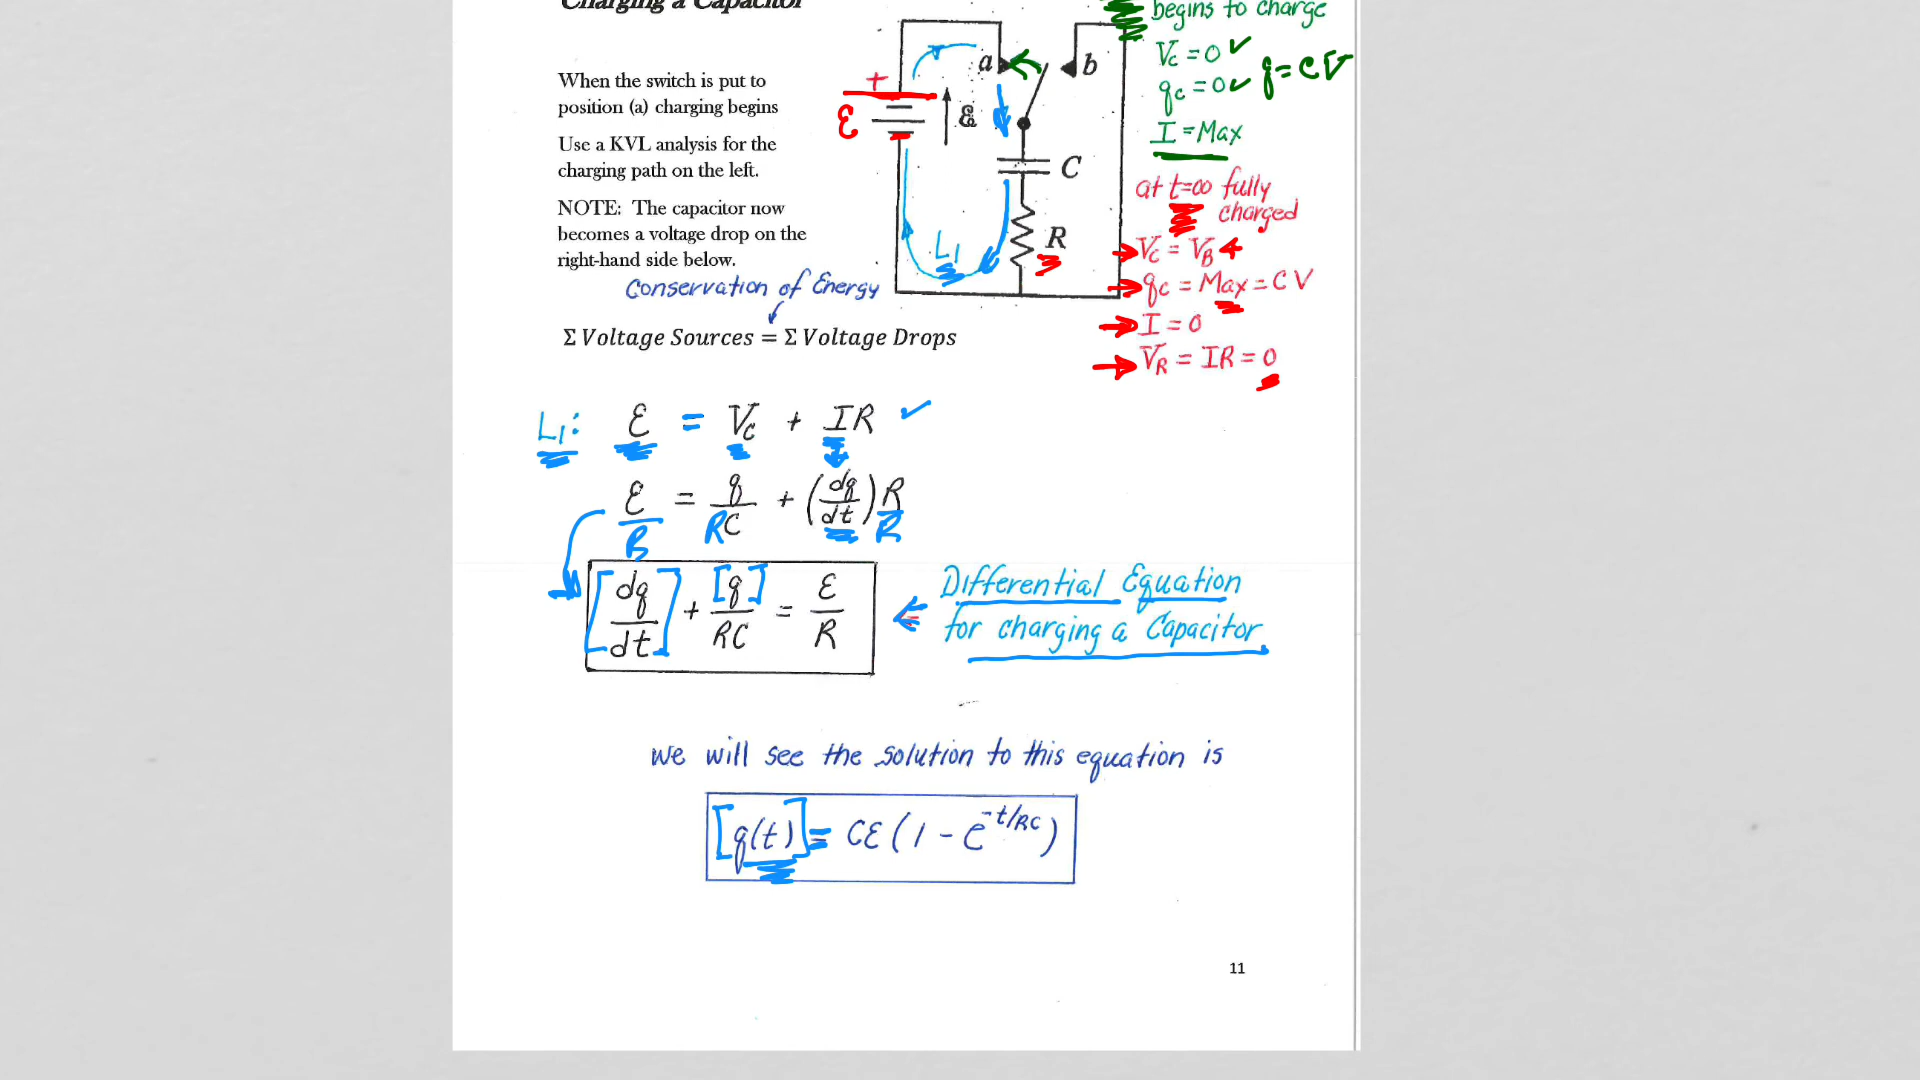 Charging a Capacitor
begins to charge
When the switch is put to
position (a) charging begins
Use a KVL analysis for the
charging path on the left.
NOTE: The capacitor now
becomes a voltage drop on the
right-hand side below.
Conservation of Energy
Σ Voltage Sources = Σ Voltage Drops
+
ε
ℰ
a
b
C
R
L1
Vc = 0 ✓
qc = 0 ✓
q = CV
I = Max
at t=∞ fully
charged
Vc = VB
qc = Max = CV
I = 0
VR = IR = 0
L1: ε = Vc + IR ✓
ε/R = q/RC + (dq/dt) R/R
[dq/dt] + [q]/RC = ε/R
Differential Equation
for charging a Capacitor
we will see the solution to this equation is
[q(t)] = Cε(1 - e^-t/RC)
11